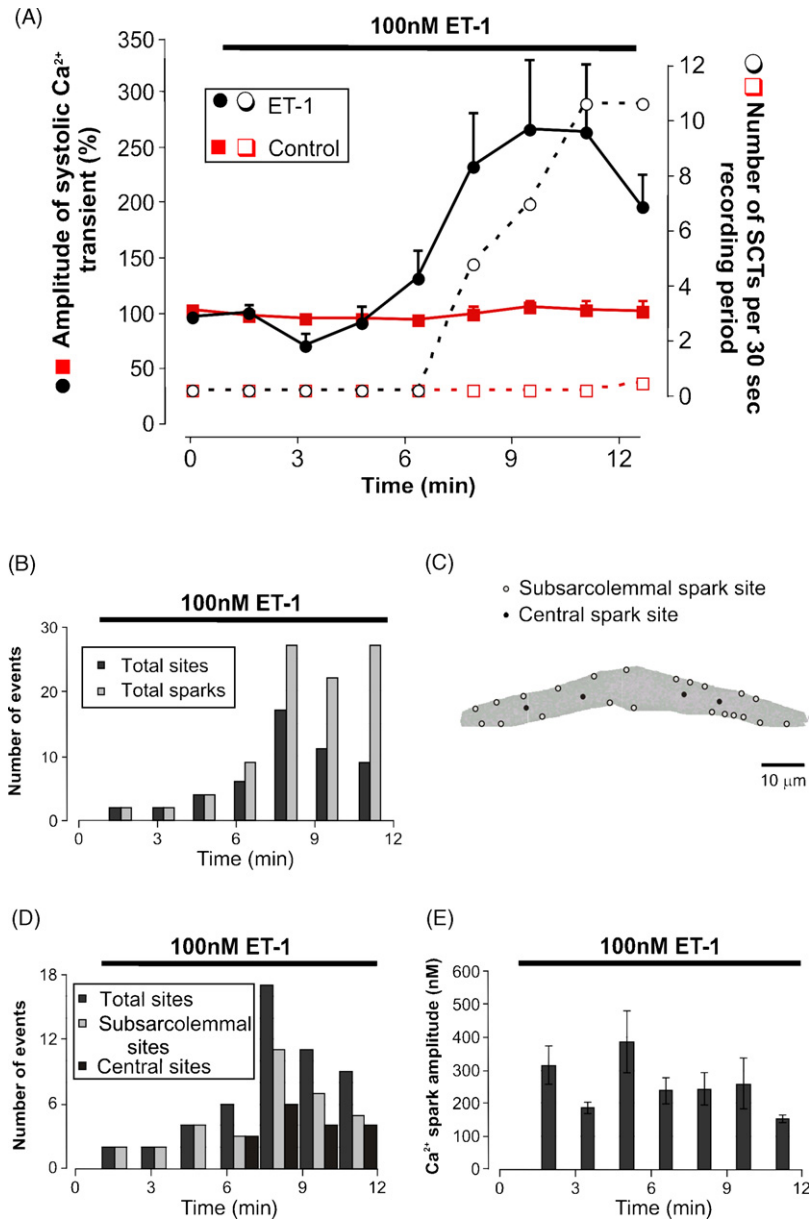 (A)
100nM ET-1
350
300
250
200
150
100
50
0
Amplitude of systolic Ca²⁺
transient (%)
ET-1
Control
12
10
8
6
4
2
0
Number of SCTs per 30 sec
recording period
0 3 6 9 12
Time (min)
(B)
100nM ET-1
30
20
10
0
Number of events
Total sites
Total sparks
0 3 6 9 12
Time (min)
(C)
Subsarcolemmal spark site
Central spark site
10 μm
(D)
100nM ET-1
18
12
6
0
Number of events
Total sites
Subsarcolemmal
sites
Central sites
0 3 6 9 12
Time (min)
(E)
100nM ET-1
600
500
400
300
200
100
0
Ca²⁺ spark amplitude (nM)
0 3 6 9 12
Time (min)